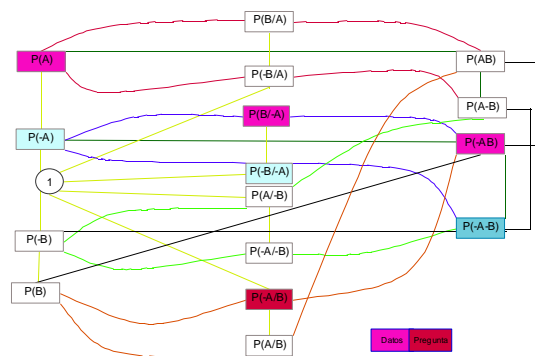 P(B/A)
P(A)
P(AB)
P(-B/A)
P(A-B)
P(B/-A)
P(-A)
P(-AB)
P(-B/-A)
1
P(A/-B)
P(-A-B)
P(-B)
P(-A/-B)
P(B)
P(-A/B)
P(A/B)
Datos Pregunta